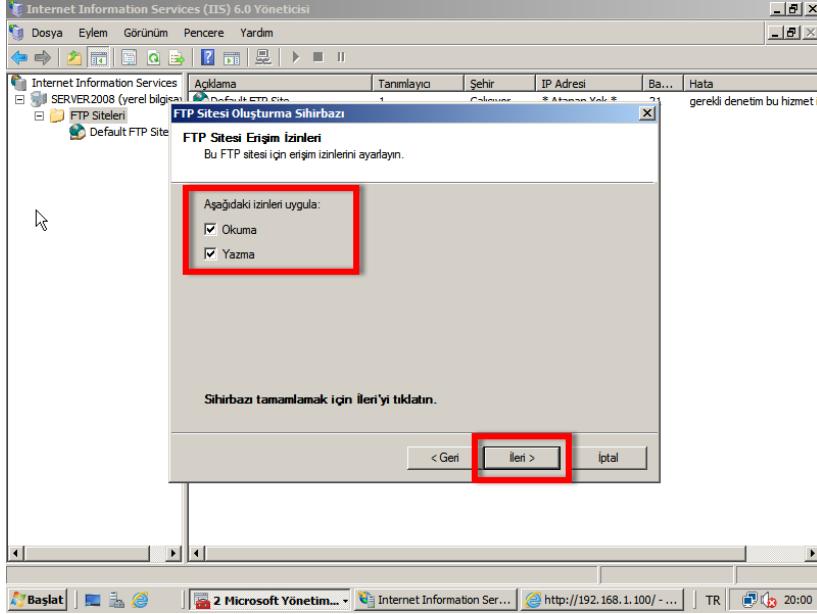 Internet Information Services (IIS) 6.0 Yöneticisi
Dosya Eylem Görünüm Pencere Yardım
Internet Information Services
Açıklama Tanımlayıcı Şehir IP Adresi Ba... Hata
SERVER2008 (yerel bilgisa
Default FTP Site 1 Çalışıyor * Atanan Yok * 21 gerekli denetim bu hizmet i
FTP Siteleri
Default FTP Site
FTP Sitesi Oluşturma Sihirbazı
FTP Sitesi Erişim İzinleri
Bu FTP sitesi için erişim izinlerini ayarlayın.
Aşağıdaki izinleri uygula:
Okuma
Yazma
Sihirbazı tamamlamak için İleri'yi tıklatın.
< Geri İleri > İptal
Başlat 2 Microsoft Yönetim... Internet Information Ser... http://192.168.1.100/ - ... TR 20:00